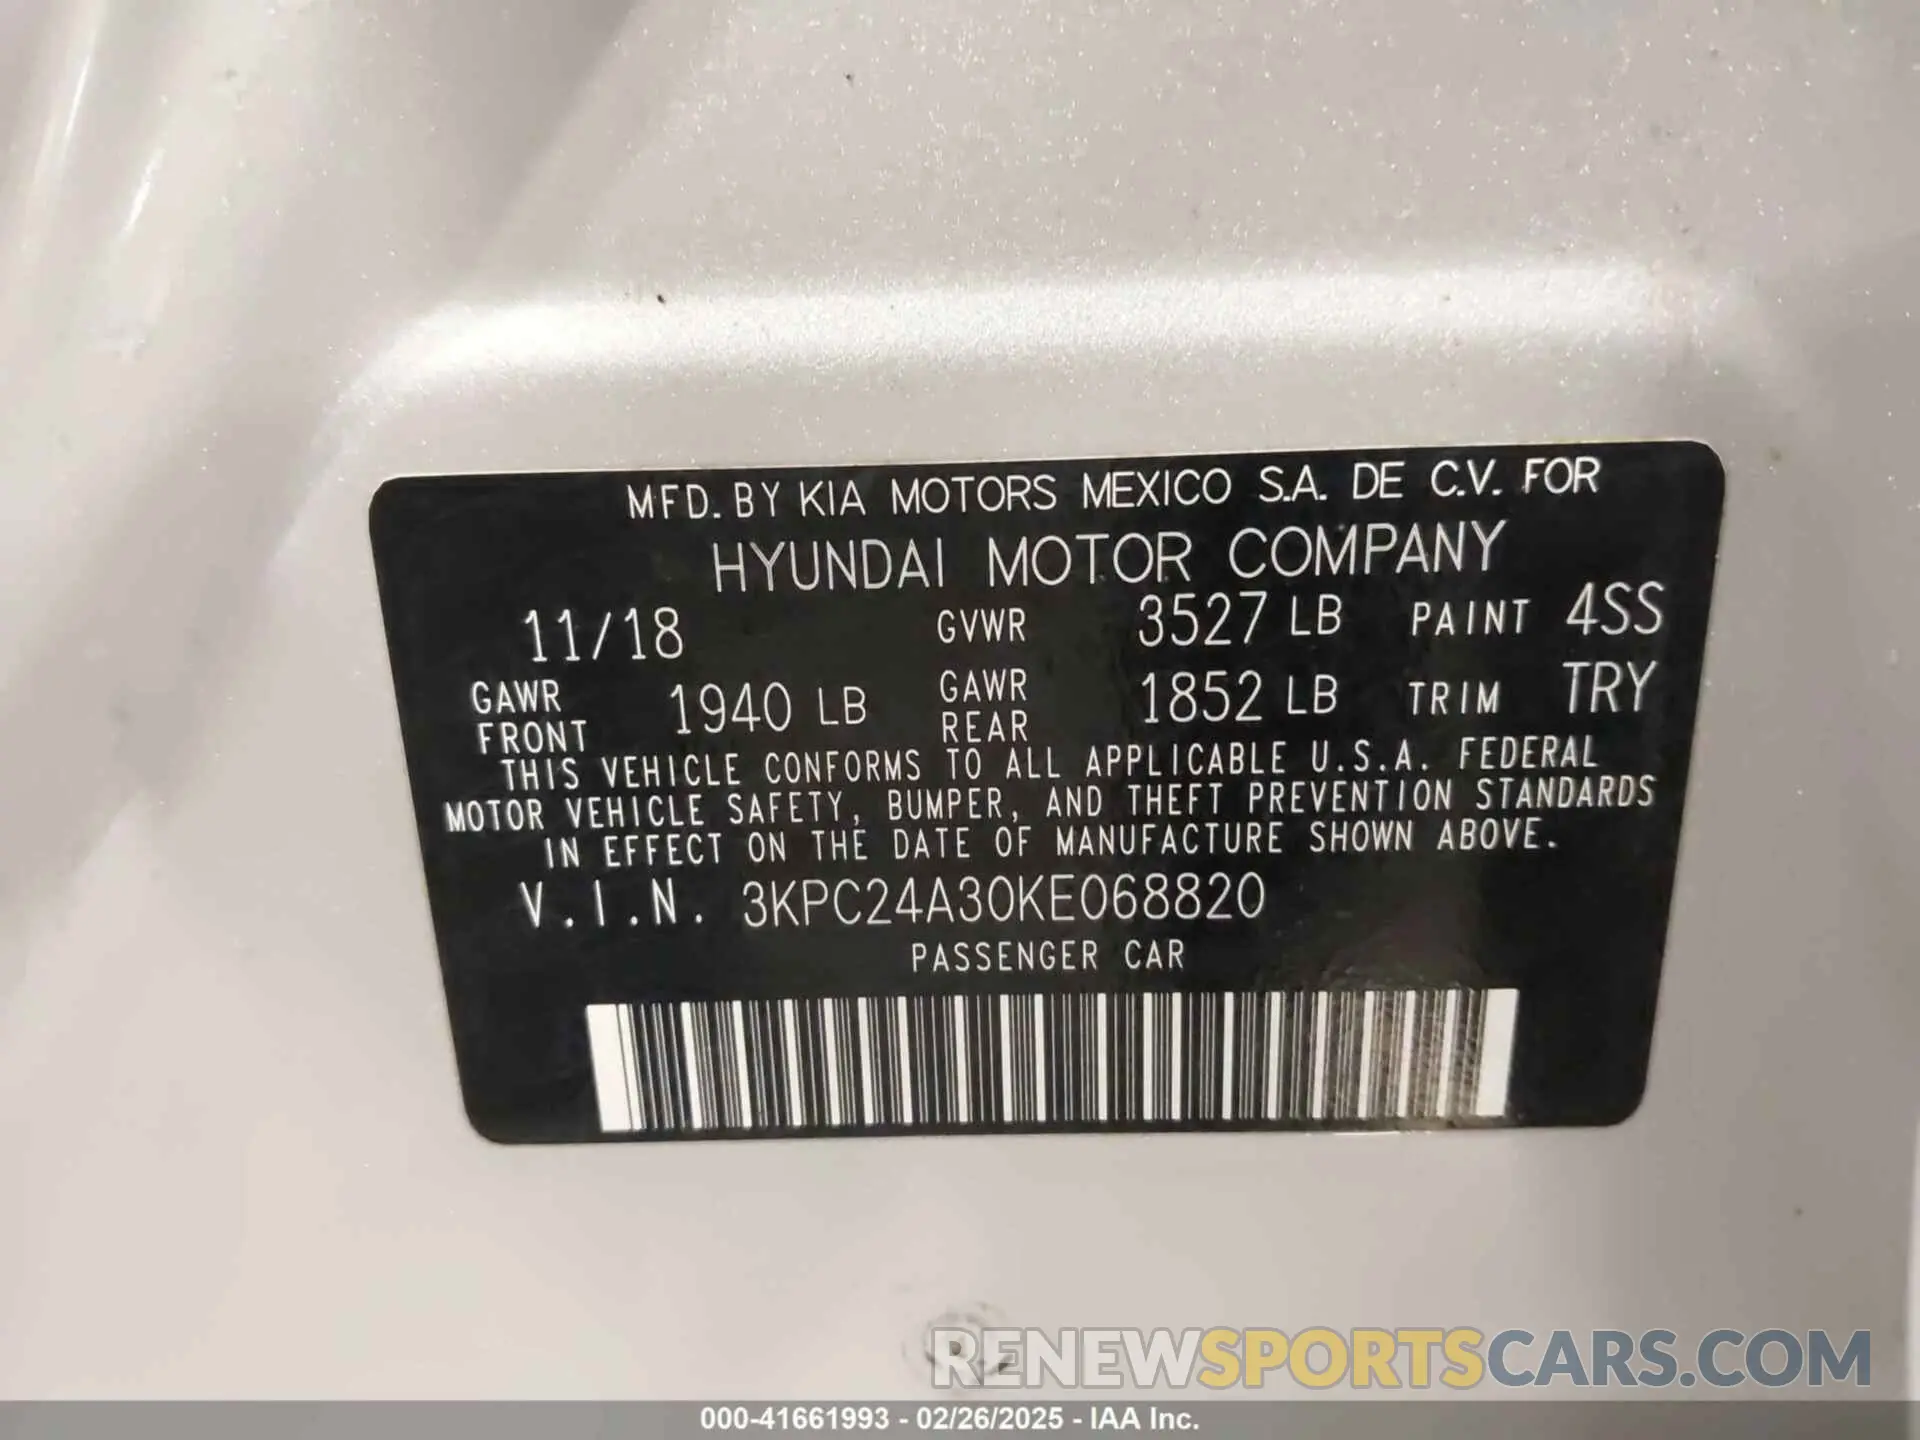 MFD. BY KIA MOTORS MEXICO S.A. DE C.V. FOR
HYUNDAI MOTOR COMPANY
11/18 GVWR 3527 LB PAINT 4SS
GAWR FRONT 1940 LB GAWR REAR 1852 LB TRIM TRY
THIS VEHICLE CONFORMS TO ALL APPLICABLE U.S.A. FEDERAL
MOTOR VEHICLE SAFETY, BUMPER, AND THEFT PREVENTION STANDARDS
IN EFFECT ON THE DATE OF MANUFACTURE SHOWN ABOVE.
V.I.N. 3KPC24A30KE068820
PASSENGER CAR
RENEWSPORTSCARS.COM
000-41661993 - 02/26/2025 - IAA Inc.